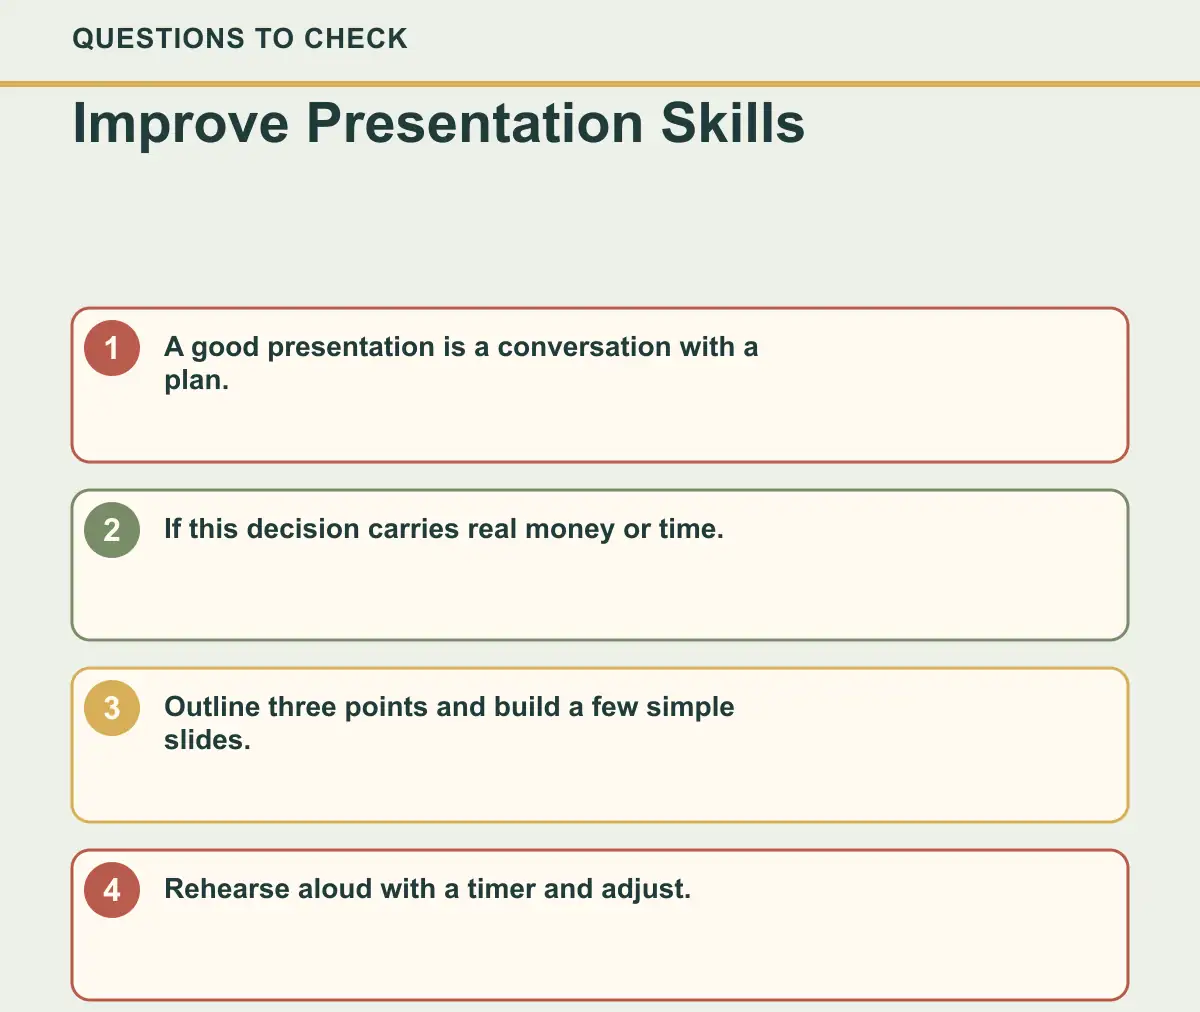 QUESTIONS TO CHECK
Improve Presentation Skills
1
A good presentation is a conversation with a
plan.
2
If this decision carries real money or time.
3
Outline three points and build a few simple
slides.
4
Rehearse aloud with a timer and adjust.